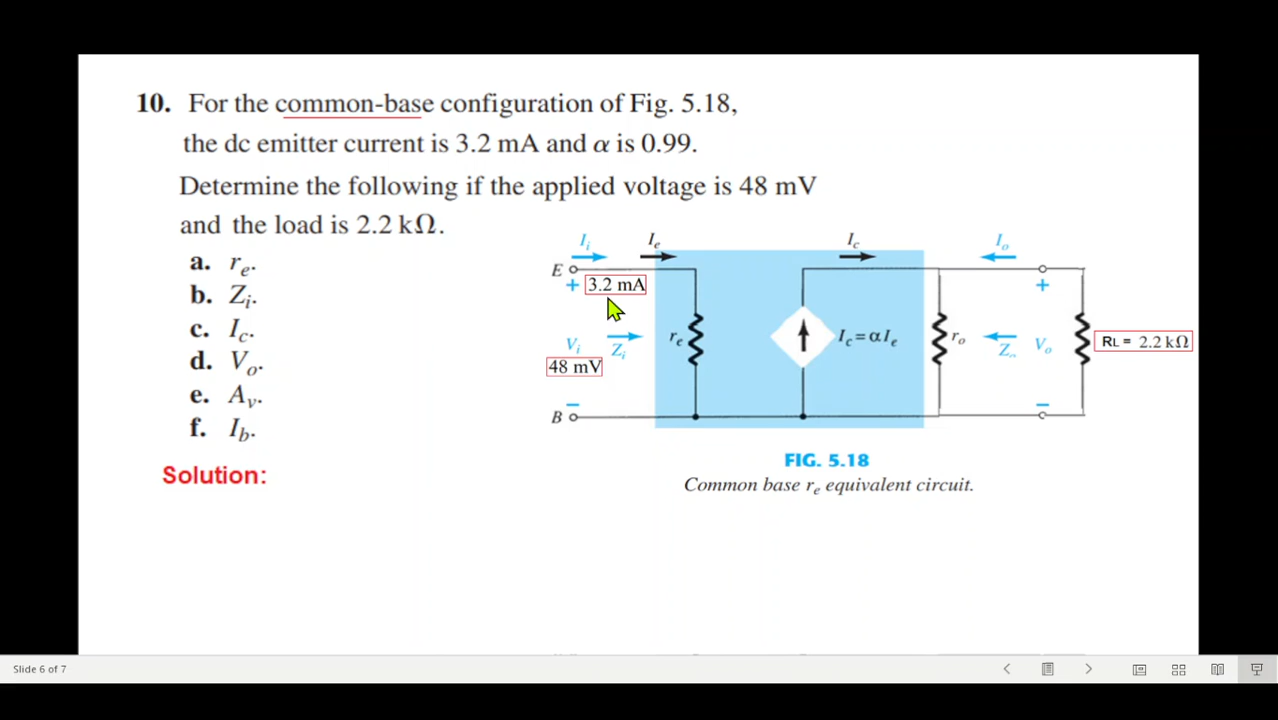 10. For the common-base configuration of Fig. 5.18,
the dc emitter current is 3.2 mA and α is 0.99.
Determine the following if the applied voltage is 48 mV
and the load is 2.2 kΩ.
a. re.
b. Zi.
c. Ic.
d. Vo.
e. Av.
f. Ib.
Solution:
Ii Ie Ic Io
E + 3.2 mA +
Vi Zi re Ic = αIe ro Zo Vo RL = 2.2 kΩ
48 mV
B – –
FIG. 5.18
Common base re equivalent circuit.
Slide 6 of 7